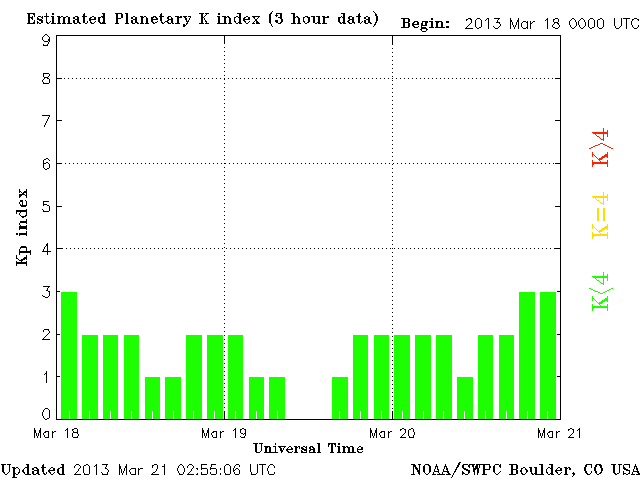 Estimated Planetary K index (3 hour data)
Begin: 2013 Mar 18 0000 UTC
9
8
7
6
5
4
3
2
1
0
Kp index
K>4
K=4
K<4
Mar 18
Mar 19
Mar 20
Mar 21
Universal Time
Updated 2013 Mar 21 02:55:06 UTC
NOAA/SWPC Boulder, CO USA